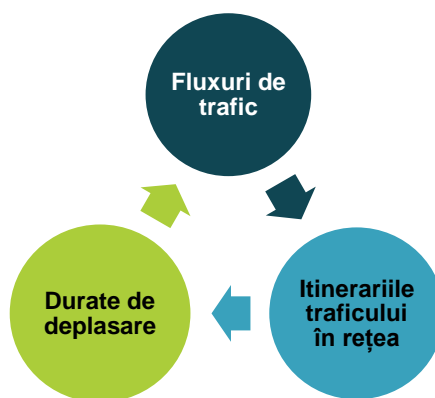 Fluxuri de
trafic
Itinerariile
traficului
în rețea
Durate de
deplasare